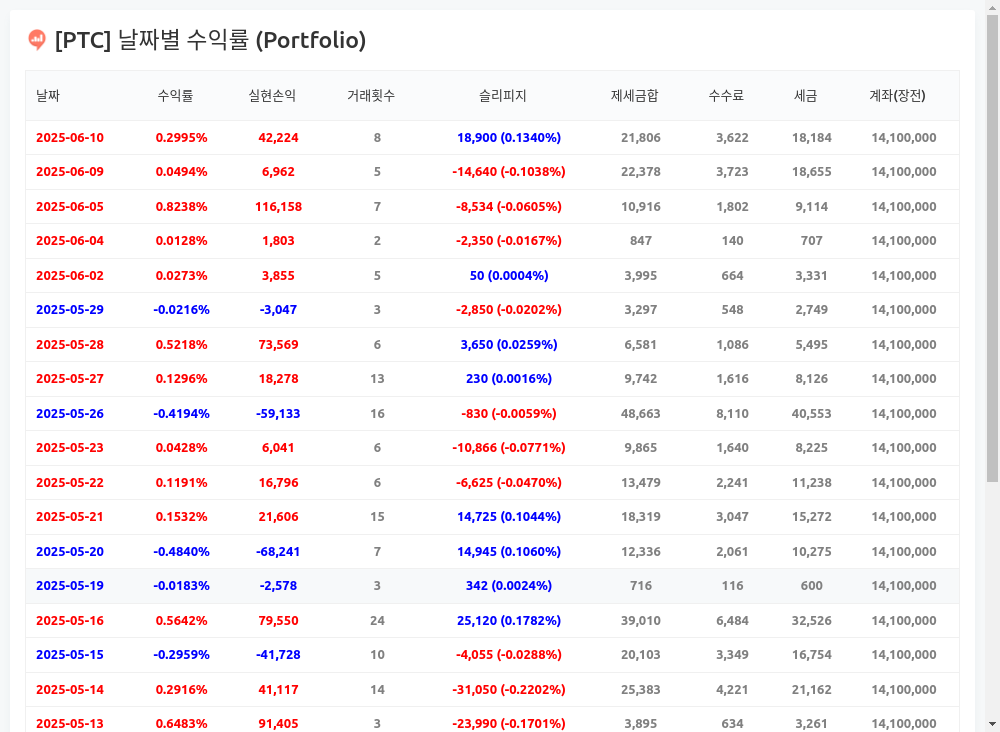 [PTC] 날짜별 수익률 (Portfolio)
날짜 수익률 실현손익 거래횟수 슬리피지 제세금합 수수료 세금 계좌(장전)
2025-06-10 0.2995% 42,224 8 18,900 (0.1340%) 21,806 3,622 18,184 14,100,000
2025-06-09 0.0494% 6,962 5 -14,640 (-0.1038%) 22,378 3,723 18,655 14,100,000
2025-06-05 0.8238% 116,158 7 -8,534 (-0.0605%) 10,916 1,802 9,114 14,100,000
2025-06-04 0.0128% 1,803 2 -2,350 (-0.0167%) 847 140 707 14,100,000
2025-06-02 0.0273% 3,855 5 50 (0.0004%) 3,995 664 3,331 14,100,000
2025-05-29 -0.0216% -3,047 3 -2,850 (-0.0202%) 3,297 548 2,749 14,100,000
2025-05-28 0.5218% 73,569 6 3,650 (0.0259%) 6,581 1,086 5,495 14,100,000
2025-05-27 0.1296% 18,278 13 230 (0.0016%) 9,742 1,616 8,126 14,100,000
2025-05-26 -0.4194% -59,133 16 -830 (-0.0059%) 48,663 8,110 40,553 14,100,000
2025-05-23 0.0428% 6,041 6 -10,866 (-0.0771%) 9,865 1,640 8,225 14,100,000
2025-05-22 0.1191% 16,796 6 -6,625 (-0.0470%) 13,479 2,241 11,238 14,100,000
2025-05-21 0.1532% 21,606 15 14,725 (0.1044%) 18,319 3,047 15,272 14,100,000
2025-05-20 -0.4840% -68,241 7 14,945 (0.1060%) 12,336 2,061 10,275 14,100,000
2025-05-19 -0.0183% -2,578 3 342 (0.0024%) 716 116 600 14,100,000
2025-05-16 0.5642% 79,550 24 25,120 (0.1782%) 39,010 6,484 32,526 14,100,000
2025-05-15 -0.2959% -41,728 10 -4,055 (-0.0288%) 20,103 3,349 16,754 14,100,000
2025-05-14 0.2916% 41,117 14 -31,050 (-0.2202%) 25,383 4,221 21,162 14,100,000
2025-05-13 0.6483% 91,405 3 -23,990 (-0.1701%) 3,895 634 3,261 14,100,000